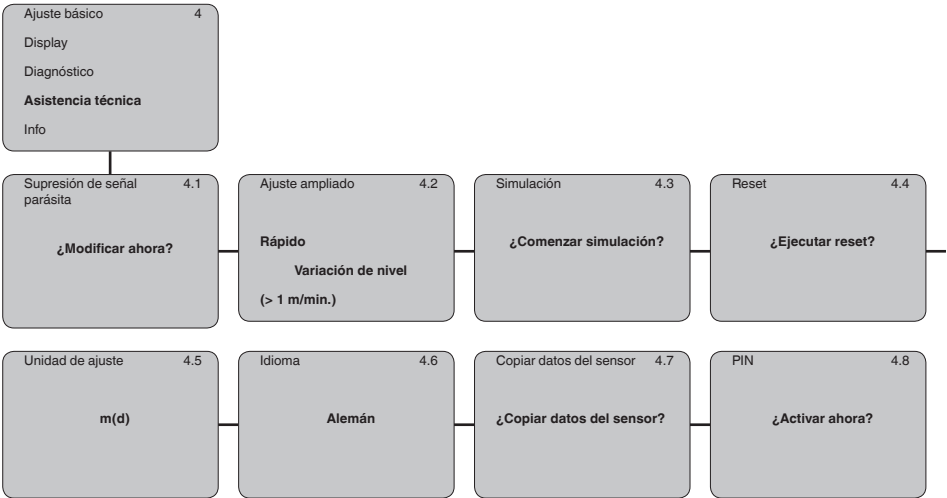 Ajuste básico 4
Display
Diagnóstico
Asistencia técnica
Info
Supresión de señal 4.1
parásita
¿Modificar ahora?
Ajuste ampliado 4.2
Rápido
Variación de nivel
(> 1 m/min.)
Simulación 4.3
¿Comenzar simulación?
Reset 4.4
¿Ejecutar reset?
Unidad de ajuste 4.5
m(d)
Idioma 4.6
Alemán
Copiar datos del sensor 4.7
¿Copiar datos del sensor?
PIN 4.8
¿Activar ahora?